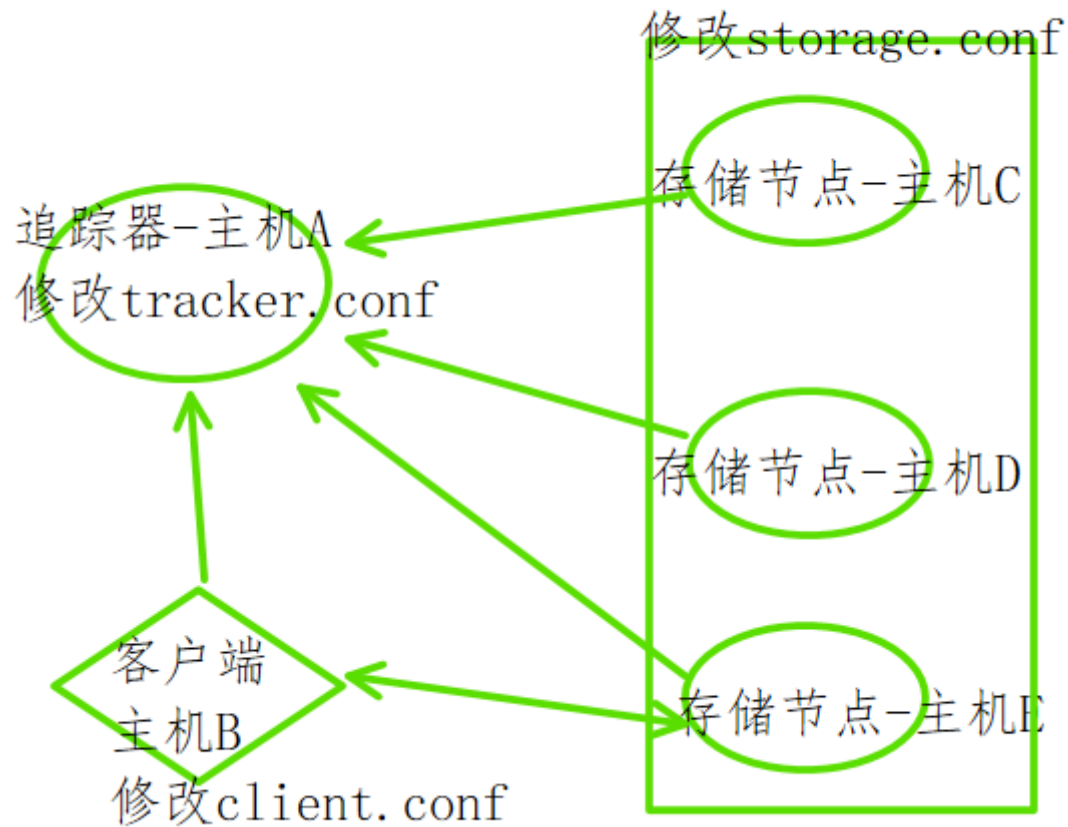 修改storage.conf
存储节点-主机C
追踪器-主机A
修改tracker.conf
存储节点-主机D
客户端
主机B
修改client.conf
存储节点-主机E